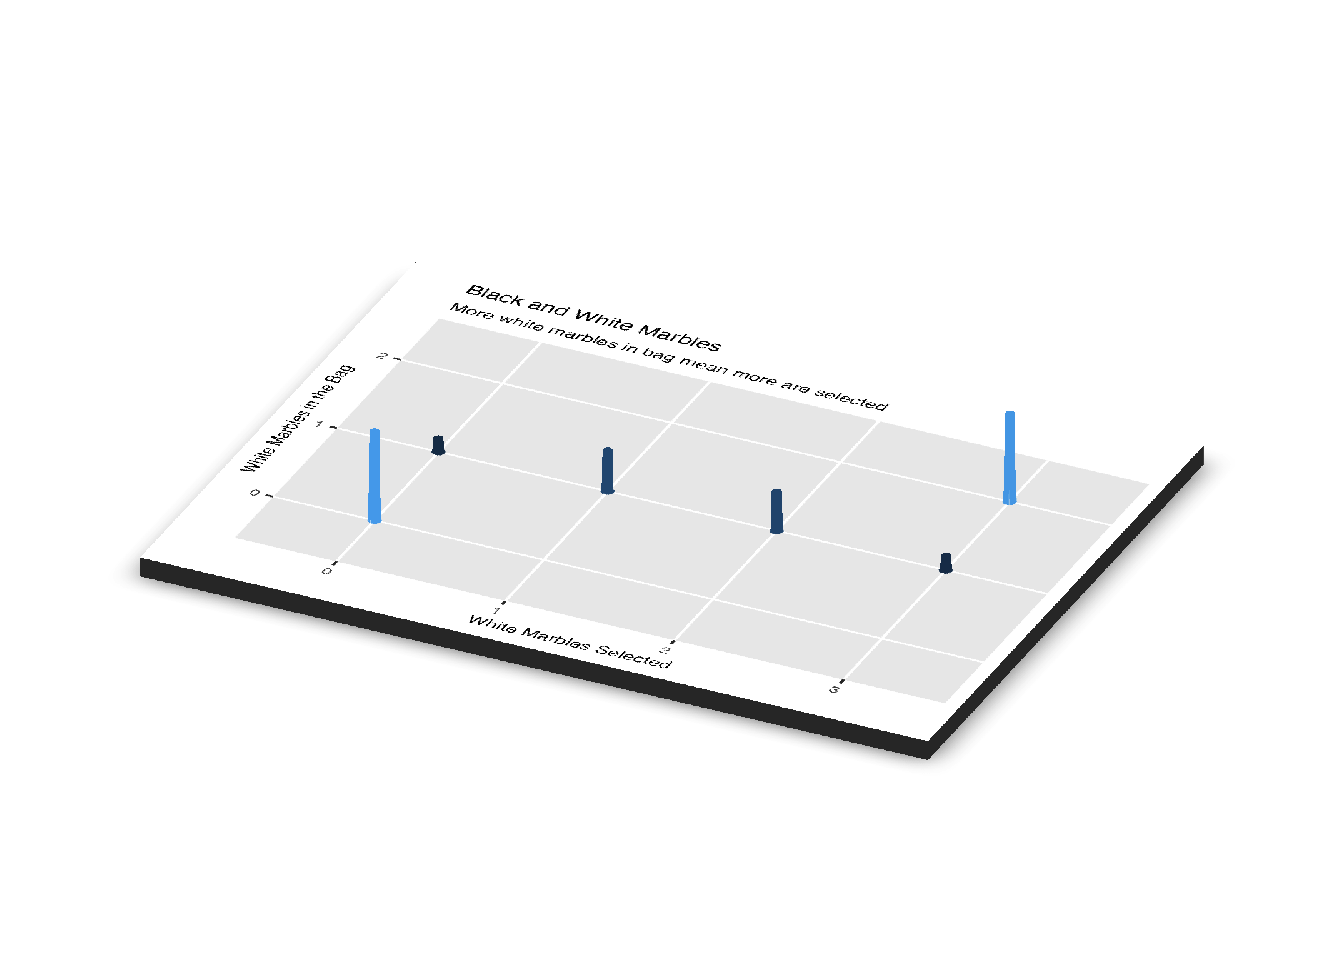 Black and White Marbles
More white marbles in bag mean more are selected
White Marbles in the Bag
2
1
0
0
1
2
3
White Marbles Selected